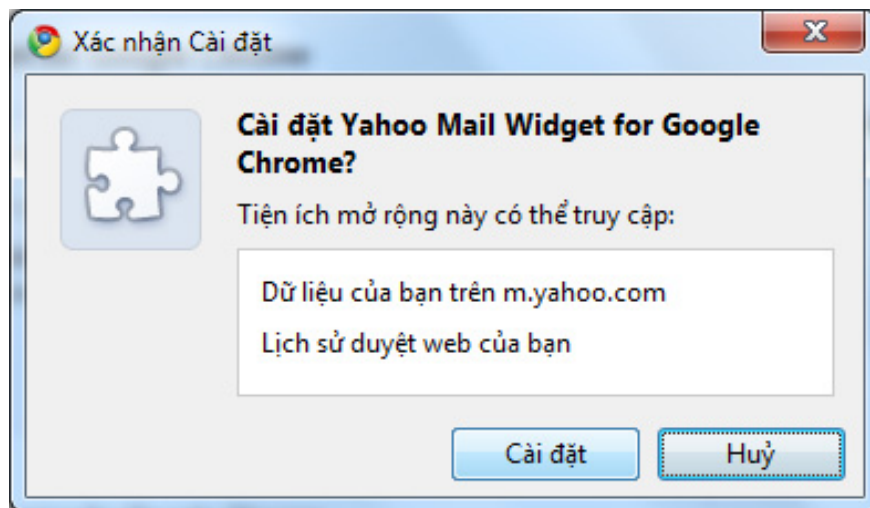 Xác nhận Cài đặt
Cài đặt Yahoo Mail Widget for Google
Chrome?
Tiện ích mở rộng này có thể truy cập:
Dữ liệu của bạn trên m.yahoo.com
Lịch sử duyệt web của bạn
Cài đặt
Huỷ